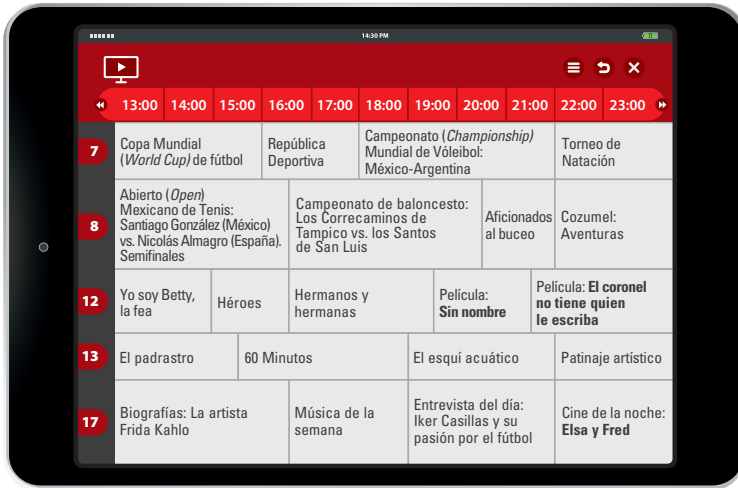 14:30 PM
13:00 14:00 15:00 16:00 17:00 18:00 19:00 20:00 21:00 22:00 23:00
7
Copa Mundial
(World Cup) de fútbol
República
Deportiva
Campeonato (Championship)
Mundial de Vóleibol:
México-Argentina
Torneo de
Natación
8
Abierto (Open)
Mexicano de Tenis:
Santiago González (México)
vs. Nicolás Almagro (España).
Semifinales
Campeonato de baloncesto:
Los Correcaminos de
Tampico vs. los Santos
de San Luis
Aficionados
al buceo
Cozumel:
Aventuras
12
Yo soy Betty,
la fea
Héroes
Hermanos y
hermanas
Película:
Sin nombre
Película: El coronel
no tiene quien
le escriba
13
El padrastro
60 Minutos
El esquí acuático
Patinaje artístico
17
Biografías: La artista
Frida Kahlo
Música de la
semana
Entrevista del día:
Iker Casillas y su
pasión por el fútbol
Cine de la noche:
Elsa y Fred